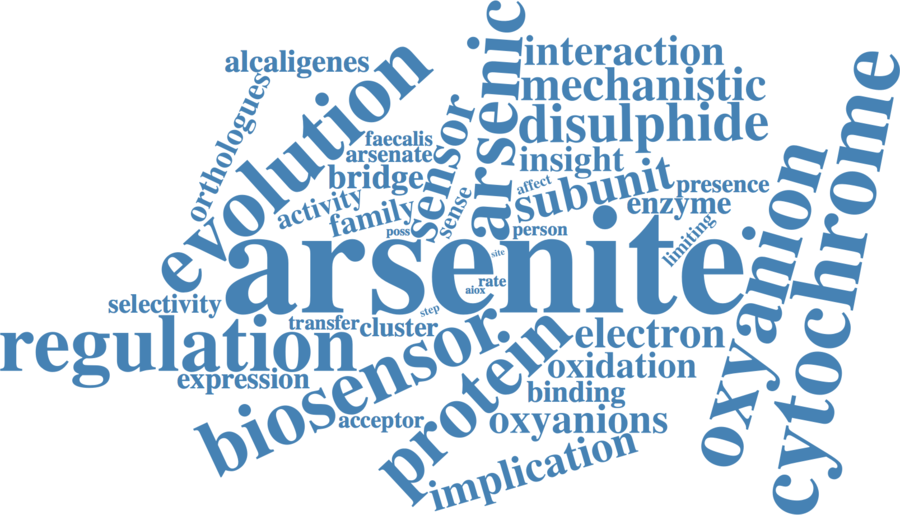 arsenic
interaction
alcaligenes
evolution
mechanistic
cytochrome
orthologues
sensor
disulphide
faecalis
arsenate
insight
bridge
oxyanion
affect
subunit
presence
activity
family
sense
enzyme
poss
person
limiting
arsenite
site
rate
aiox
selectivity
step
regulation
transfer
cluster
biosensor
protein
electron
oxidation
expression
binding
acceptor
oxyanions
implication